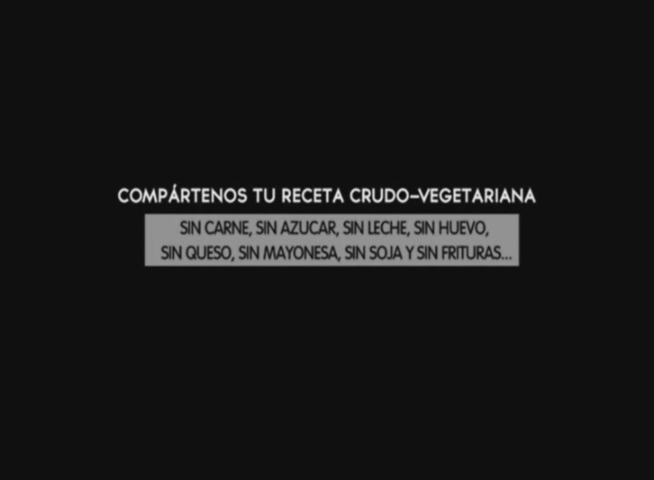 COMPÁRTENOS TU RECETA CRUDO-VEGETARIANA
SIN CARNE, SIN AZUCAR, SIN LECHE, SIN HUEVO,
SIN QUESO, SIN MAYONESA, SIN SOJA Y SIN FRITURAS...